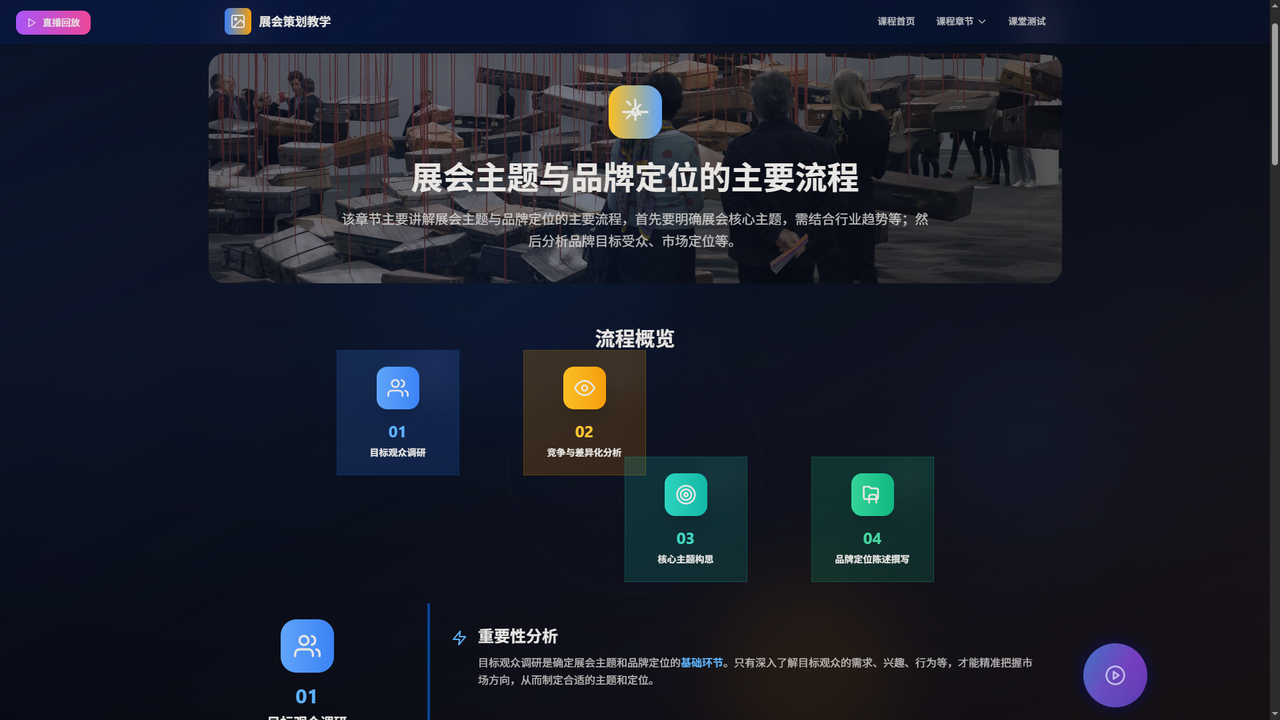 直播回放
展会策划教学
课程首页
课程章节
课堂测试
展会主题与品牌定位的主要流程
该章节主要讲解展会主题与品牌定位的主要流程，首先要明确展会核心主题，需结合行业趋势等；然
后分析品牌目标受众、市场定位等。
流程概览
01
目标观众调研
02
竞争与差异化分析
03
核心主题构思
04
品牌定位陈述撰写
01
目标观众调研
重要性分析
目标观众调研是确定展会主题和品牌定位的基础环节。只有深入了解目标观众的需求、兴趣、行为等，才能精准把握市
场方向，从而制定合适的主题和定位。